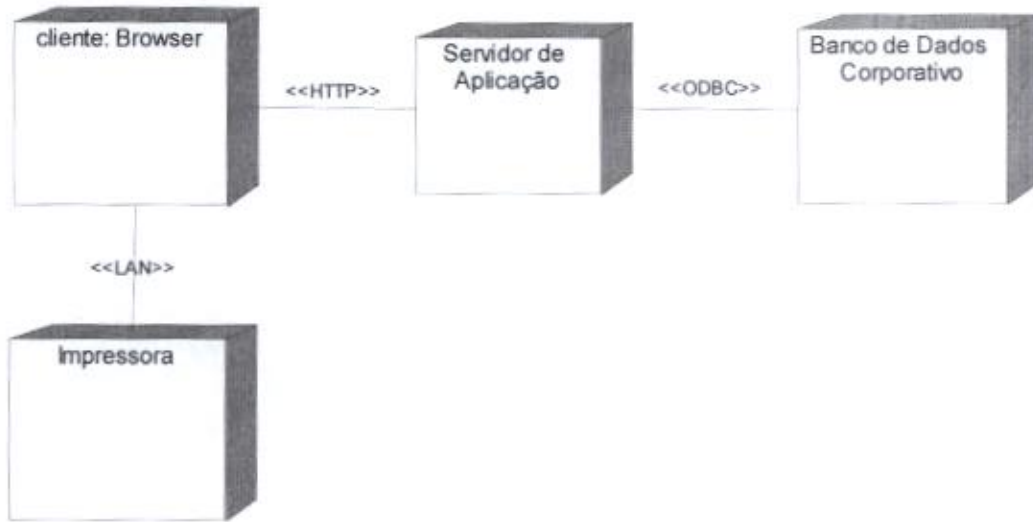 cliente: Browser
Servidor de
Aplicação
Banco de Dados
Corporativo
<<HTTP>>
<<ODBC>>
<<LAN>>
Impressora